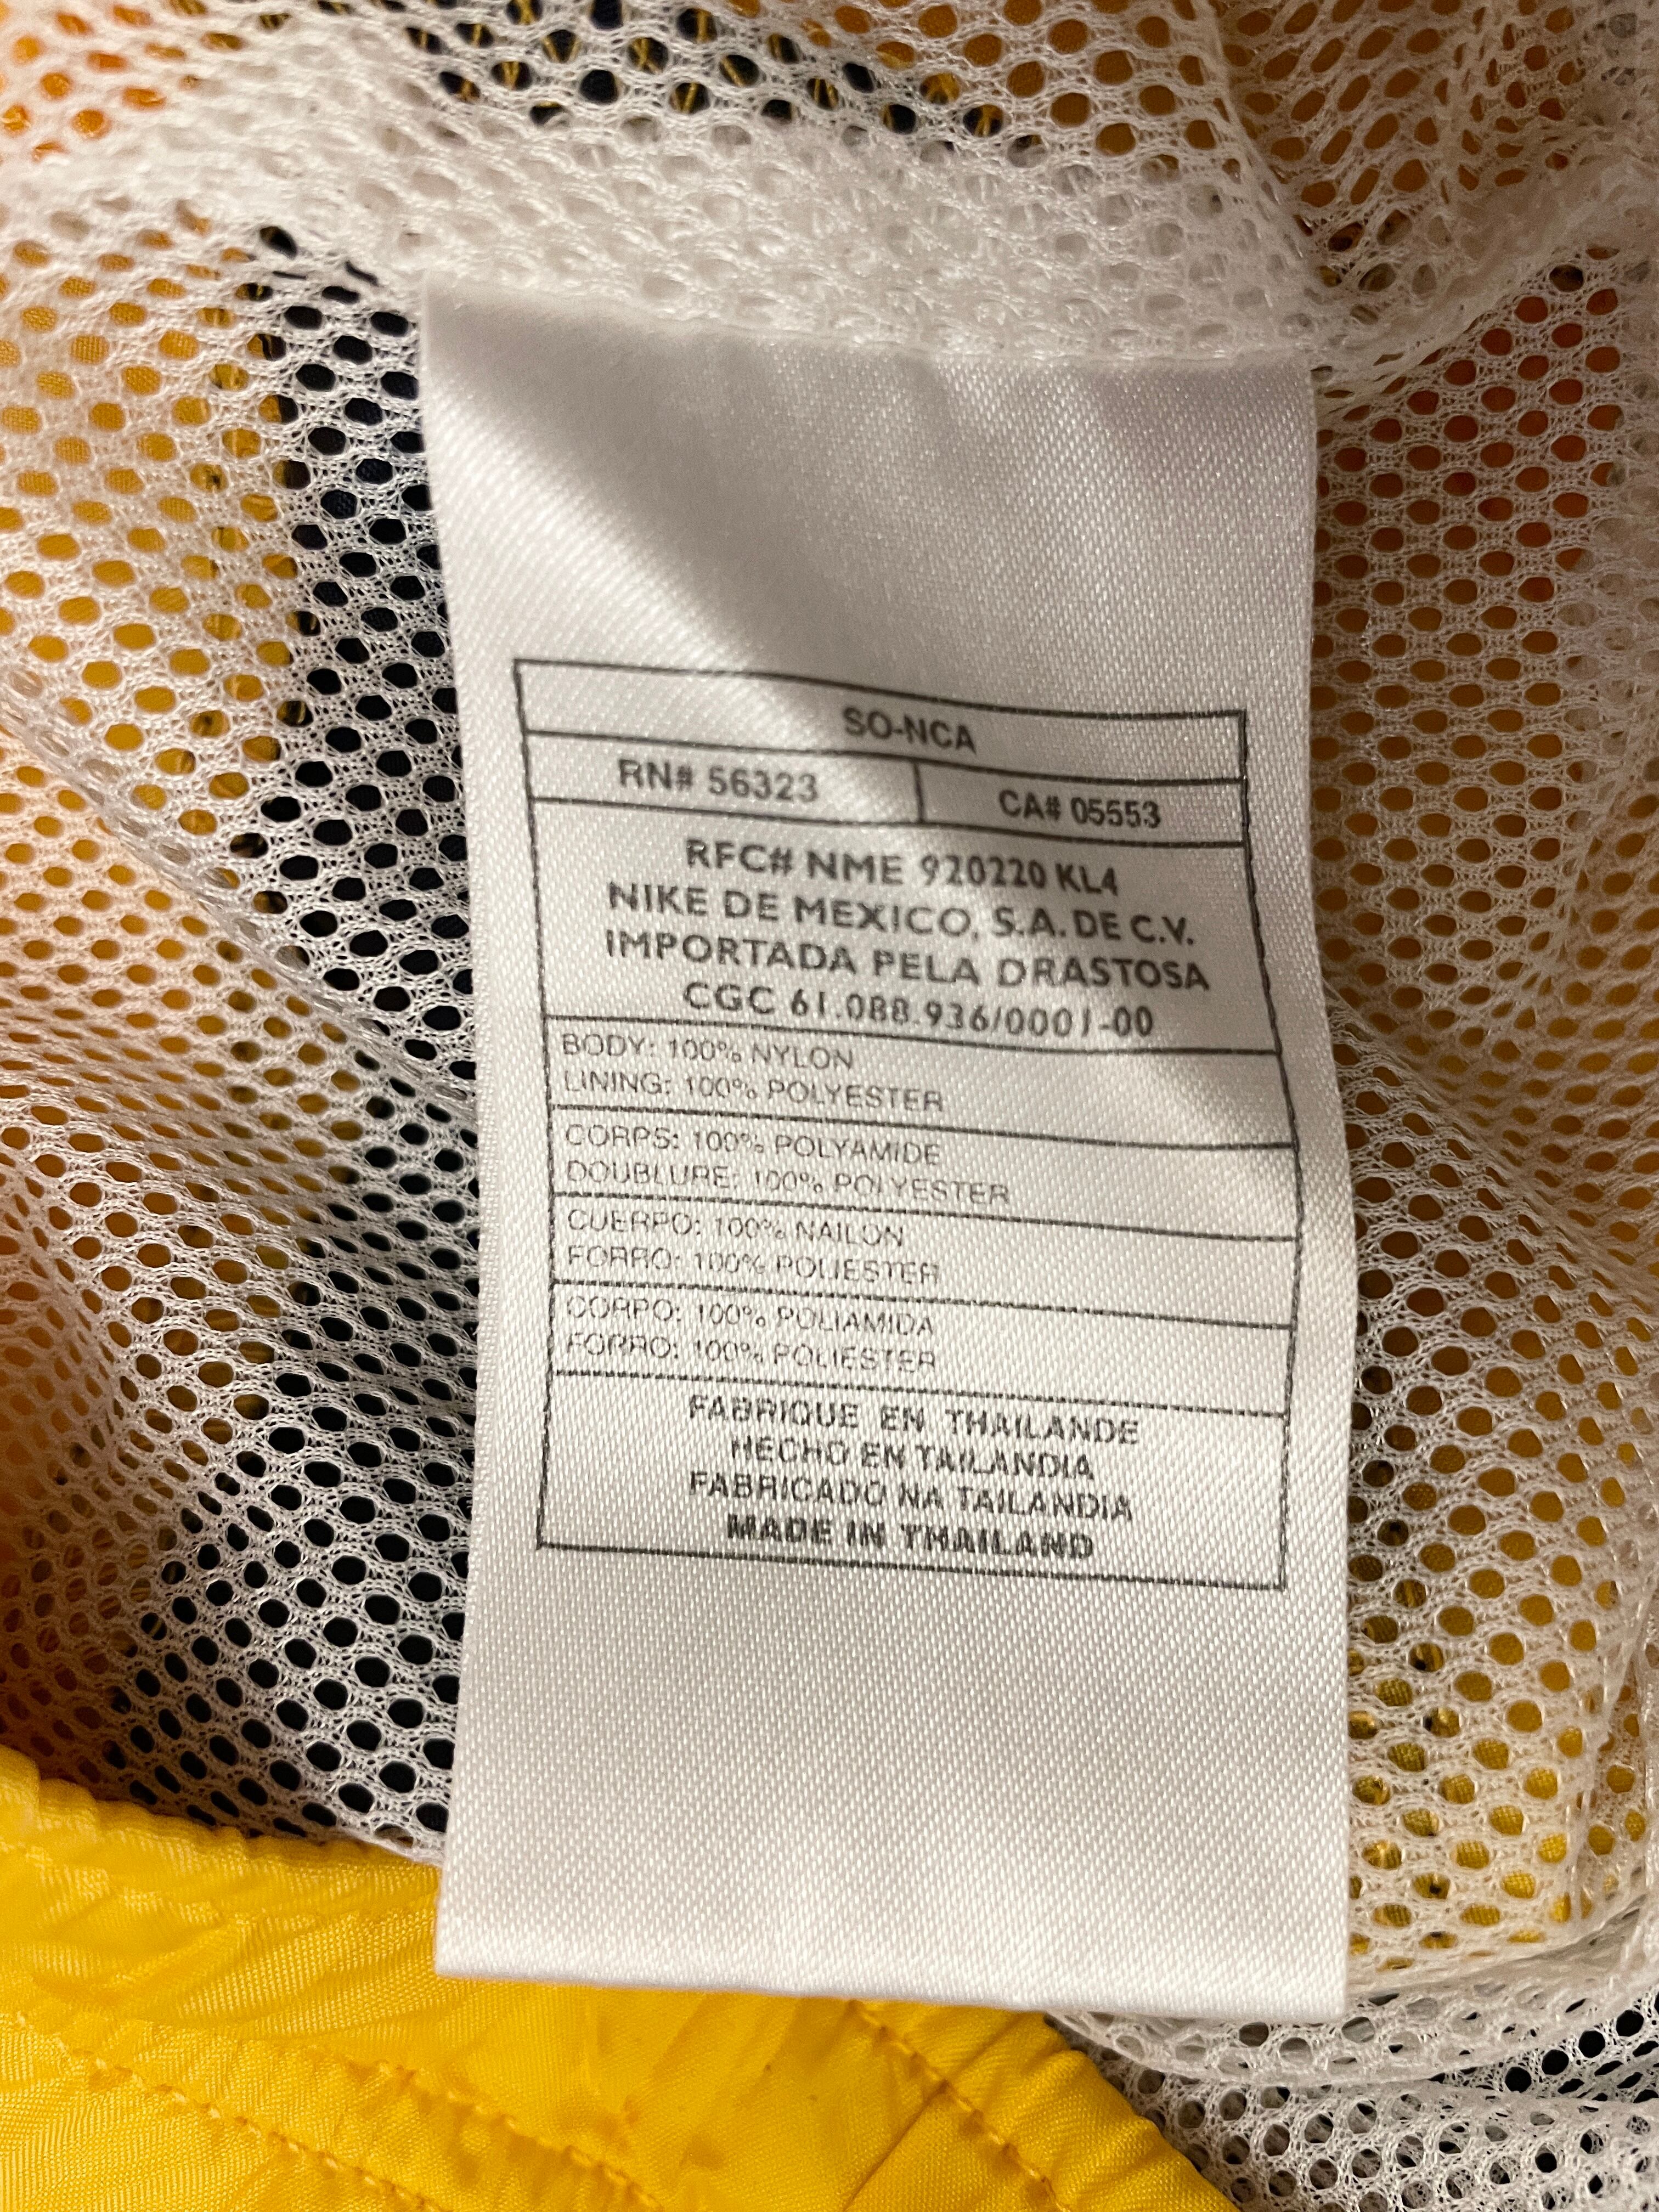 SO-NCA
RN# 56323 CA# 05553
RFC# NME 920220 KL4
NIKE DE MEXICO, S.A. DE C.V.
IMPORTADA PELA DRASTOSA
CGC 61.088.936/0001-00
BODY: 100% NYLON
LINING: 100% POLYESTER
CORPS: 100% POLYAMIDE
DOUBLURE: 100% POLYESTER
CUERPO: 100% NAILON
FORRO: 100% POLIESTER
CORPO: 100% POLIAMIDA
FORRO: 100% POLIESTER
FABRIQUE EN THAILANDE
HECHO EN TAILANDIA
FABRICADO NA TAILANDIA
MADE IN THAILAND